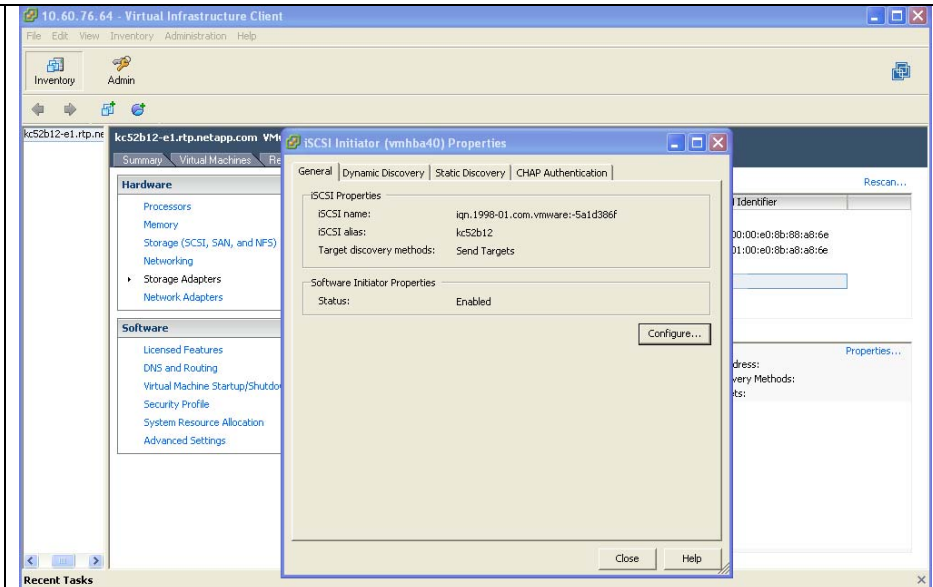 10.60.76.64 - Virtual Infrastructure Client
File Edit View Inventory Administration Help
Inventory
Admin
kc52b12-e1.rtp.ne
kc52b12-e1.rtp.netapp.com VM
Summary Virtual Machines Re
Hardware
Processors
Memory
Storage (SCSI, SAN, and NFS)
Networking
Storage Adapters
Network Adapters
Software
Licensed Features
DNS and Routing
Virtual Machine Startup/Shutdo
Security Profile
System Resource Allocation
Advanced Settings
iSCSI Initiator (vmhba40) Properties
General Dynamic Discovery Static Discovery CHAP Authentication
iSCSI Properties
iSCSI name: iqn.1998-01.com.vmware:-5a1d386f
iSCSI alias: kc52b12
Target discovery methods: Send Targets
Software Initiator Properties
Status: Enabled
Configure...
Close Help
Rescan...
Identifier
00:00:e0:8b:88:a8:6e
01:00:e0:8b:a8:a8:6e
Properties...
dress:
very Methods:
ts:
Recent Tasks